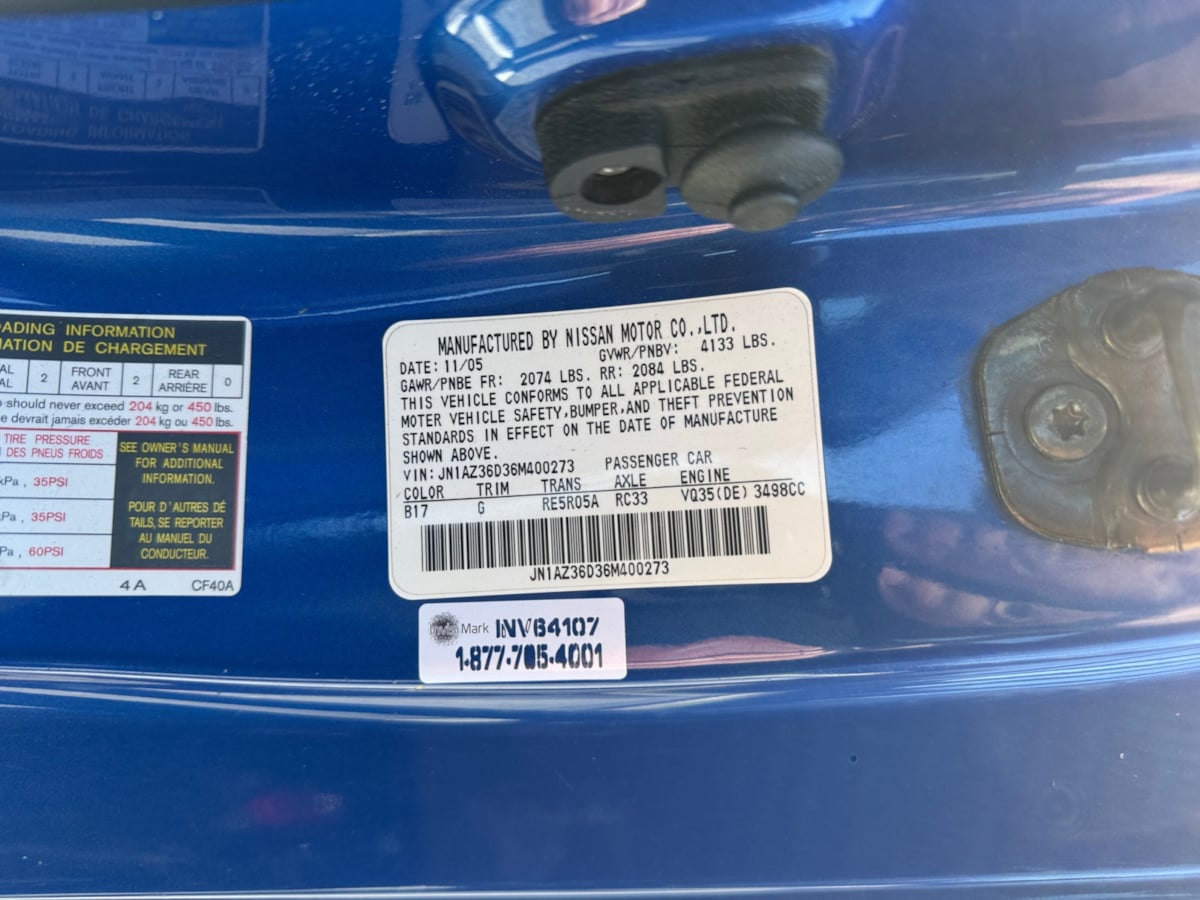 OADING INFORMATION
MATION DE CHARGEMENT
AL 2 FRONT 2 REAR 0
AL AVANT ARRIÈRE
should never exceed 204 kg or 450 lbs.
e devrait jamais excéder 204 kg ou 450 lbs.
TIRE PRESSURE
DES PNEUS FROIDS
kPa , 35PSI
kPa , 35PSI
Pa , 60PSI
SEE OWNER'S MANUAL
FOR ADDITIONAL
INFORMATION.
POUR D'AUTRES DÉ
TAILS, SE REPORTER
AU MANUEL DU
CONDUCTEUR.
4A CF40A
MANUFACTURED BY NISSAN MOTOR CO.,LTD.
DATE: 11/05 GVWR/PNBV: 4133 LBS.
GAWR/PNBE FR: 2074 LBS. RR: 2084 LBS.
THIS VEHICLE CONFORMS TO ALL APPLICABLE FEDERAL
MOTER VEHICLE SAFETY,BUMPER,AND THEFT PREVENTION
STANDARDS IN EFFECT ON THE DATE OF MANUFACTURE
SHOWN ABOVE.
VIN: JN1AZ36D36M400273 PASSENGER CAR
COLOR TRIM TRANS AXLE ENGINE
B17 G RE5R05A RC33 VQ35(DE) 3498CC
JN1AZ36D36M400273
Mark INV64107
1-877-705-4001